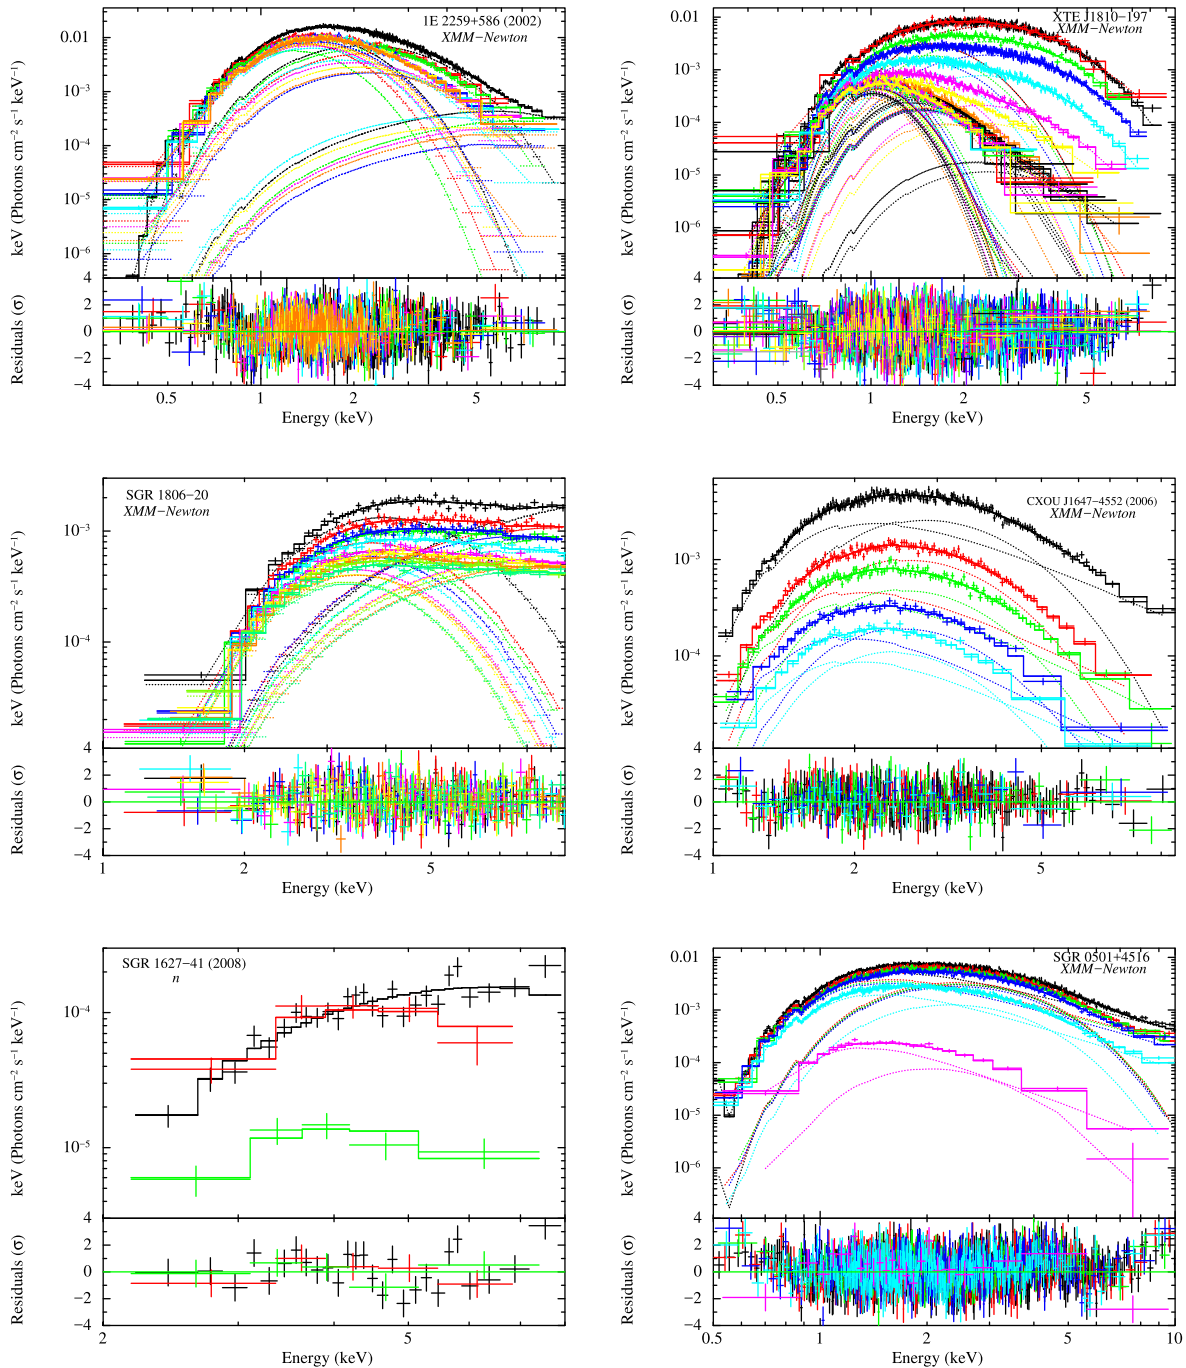 1E 2259+586 (2002)
XMM−Newton
keV (Photons cm−2 s−1 keV−1)
0.01
10−3
10−4
10−5
10−6
4
Residuals (σ)
2
0
−2
−4
0.5 1 2 5
Energy (keV)
XTE J1810−197
XMM−Newton
keV (Photons cm−2 s−1 keV−1)
0.01
10−3
10−4
10−5
10−6
4
Residuals (σ)
2
0
−2
−4
0.5 1 2 5
Energy (keV)
SGR 1806−20
XMM−Newton
keV (Photons cm−2 s−1 keV−1)
10−3
10−4
4
Residuals (σ)
2
0
−2
−4
1 2 5
Energy (keV)
CXOU J1647−4552 (2006)
XMM−Newton
keV (Photons cm−2 s−1 keV−1)
10−3
10−4
4
Residuals (σ)
2
0
−2
−4
1 2 5
Energy (keV)
SGR 1627−41 (2008)
n
keV (Photons cm−2 s−1 keV−1)
10−4
10−5
4
Residuals (σ)
2
0
−2
−4
2 5
Energy (keV)
SGR 0501+4516
XMM−Newton
keV (Photons cm−2 s−1 keV−1)
0.01
10−3
10−4
10−5
10−6
4
Residuals (σ)
2
0
−2
−4
0.5 1 2 5 10
Energy (keV)